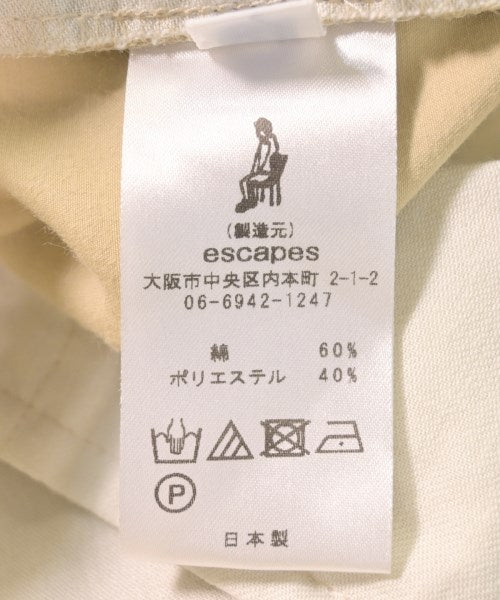 (製造元)
escapes
大阪市中央区内本町 2-1-2
06-6942-1247
綿 60%
ポリエステル 40%
P
日本製